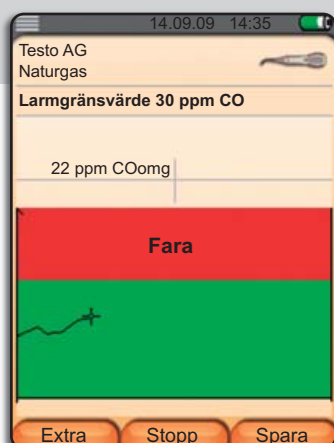 14.09.09 14:35
Testo AG
Naturgas
Larmgränsvärde 30 ppm CO
22 ppm COomg
Fara
Extra Stopp Spara